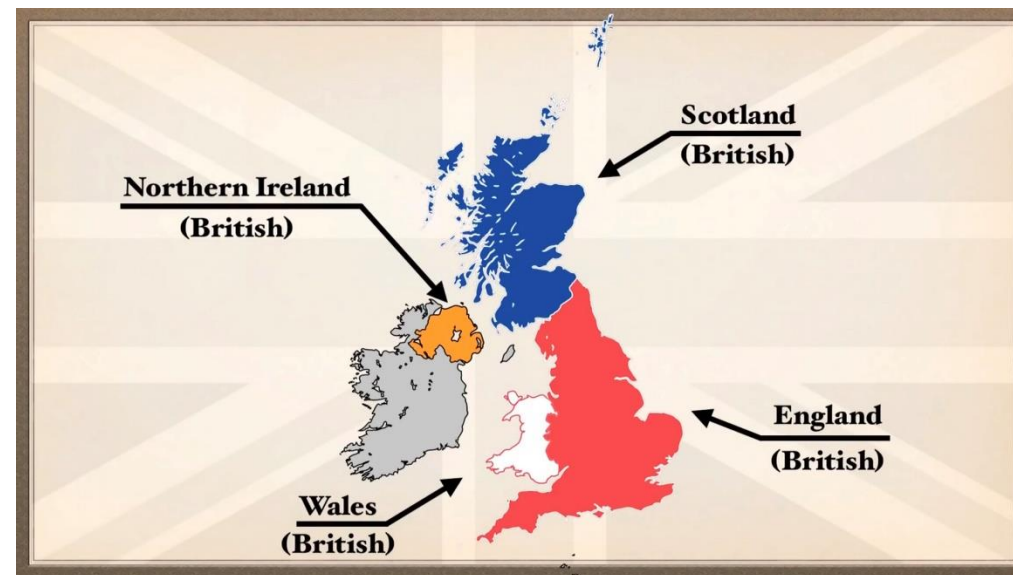 Scotland
(British)
Northern Ireland
(British)
England
(British)
Wales
(British)